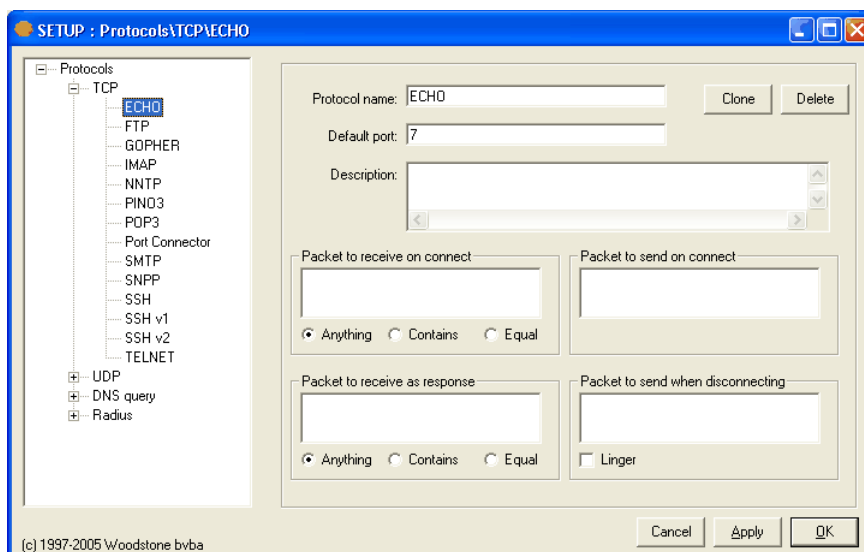 SETUP : Protocols\TCP\ECHO
Protocols
TCP
ECHO
FTP
GOPHER
IMAP
NNTP
PINO3
POP3
Port Connector
SMTP
SNPP
SSH
SSH v1
SSH v2
TELNET
UDP
DNS query
Radius
Protocol name: ECHO
Clone Delete
Default port: 7
Description:
Packet to receive on connect
Anything Contains Equal
Packet to send on connect
Packet to receive as response
Anything Contains Equal
Packet to send when disconnecting
Linger
Cancel Apply OK
(c) 1997-2005 Woodstone bvba